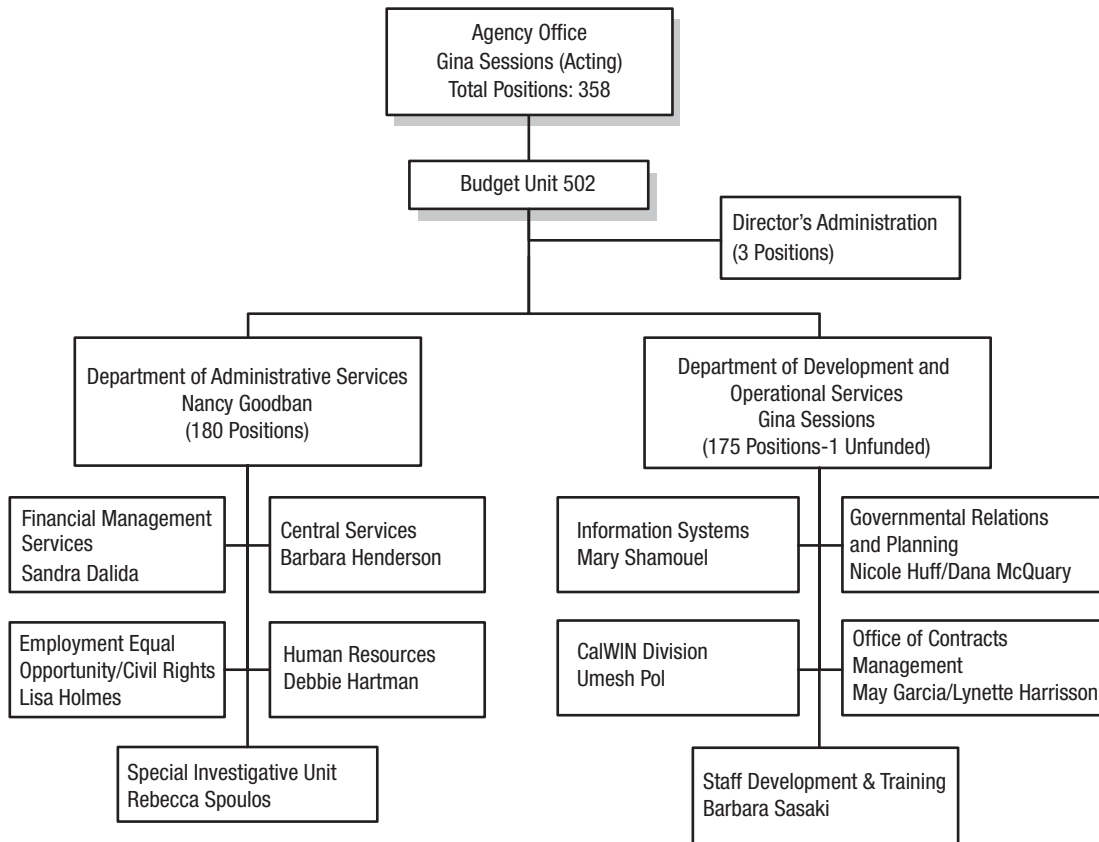 Agency Office
Gina Sessions (Acting)
Total Positions: 358
Budget Unit 502
Director’s Administration
(3 Positions)
Department of Administrative Services
Nancy Goodban
(180 Positions)
Department of Development and
Operational Services
Gina Sessions
(175 Positions-1 Unfunded)
Financial Management
Services
Sandra Dalida
Central Services
Barbara Henderson
Information Systems
Mary Shamouel
Governmental Relations
and Planning
Nicole Huff/Dana McQuary
Employment Equal
Opportunity/Civil Rights
Lisa Holmes
Human Resources
Debbie Hartman
CalWIN Division
Umesh Pol
Office of Contracts
Management
May Garcia/Lynette Harrisson
Special Investigative Unit
Rebecca Spoulos
Staff Development & Training
Barbara Sasaki